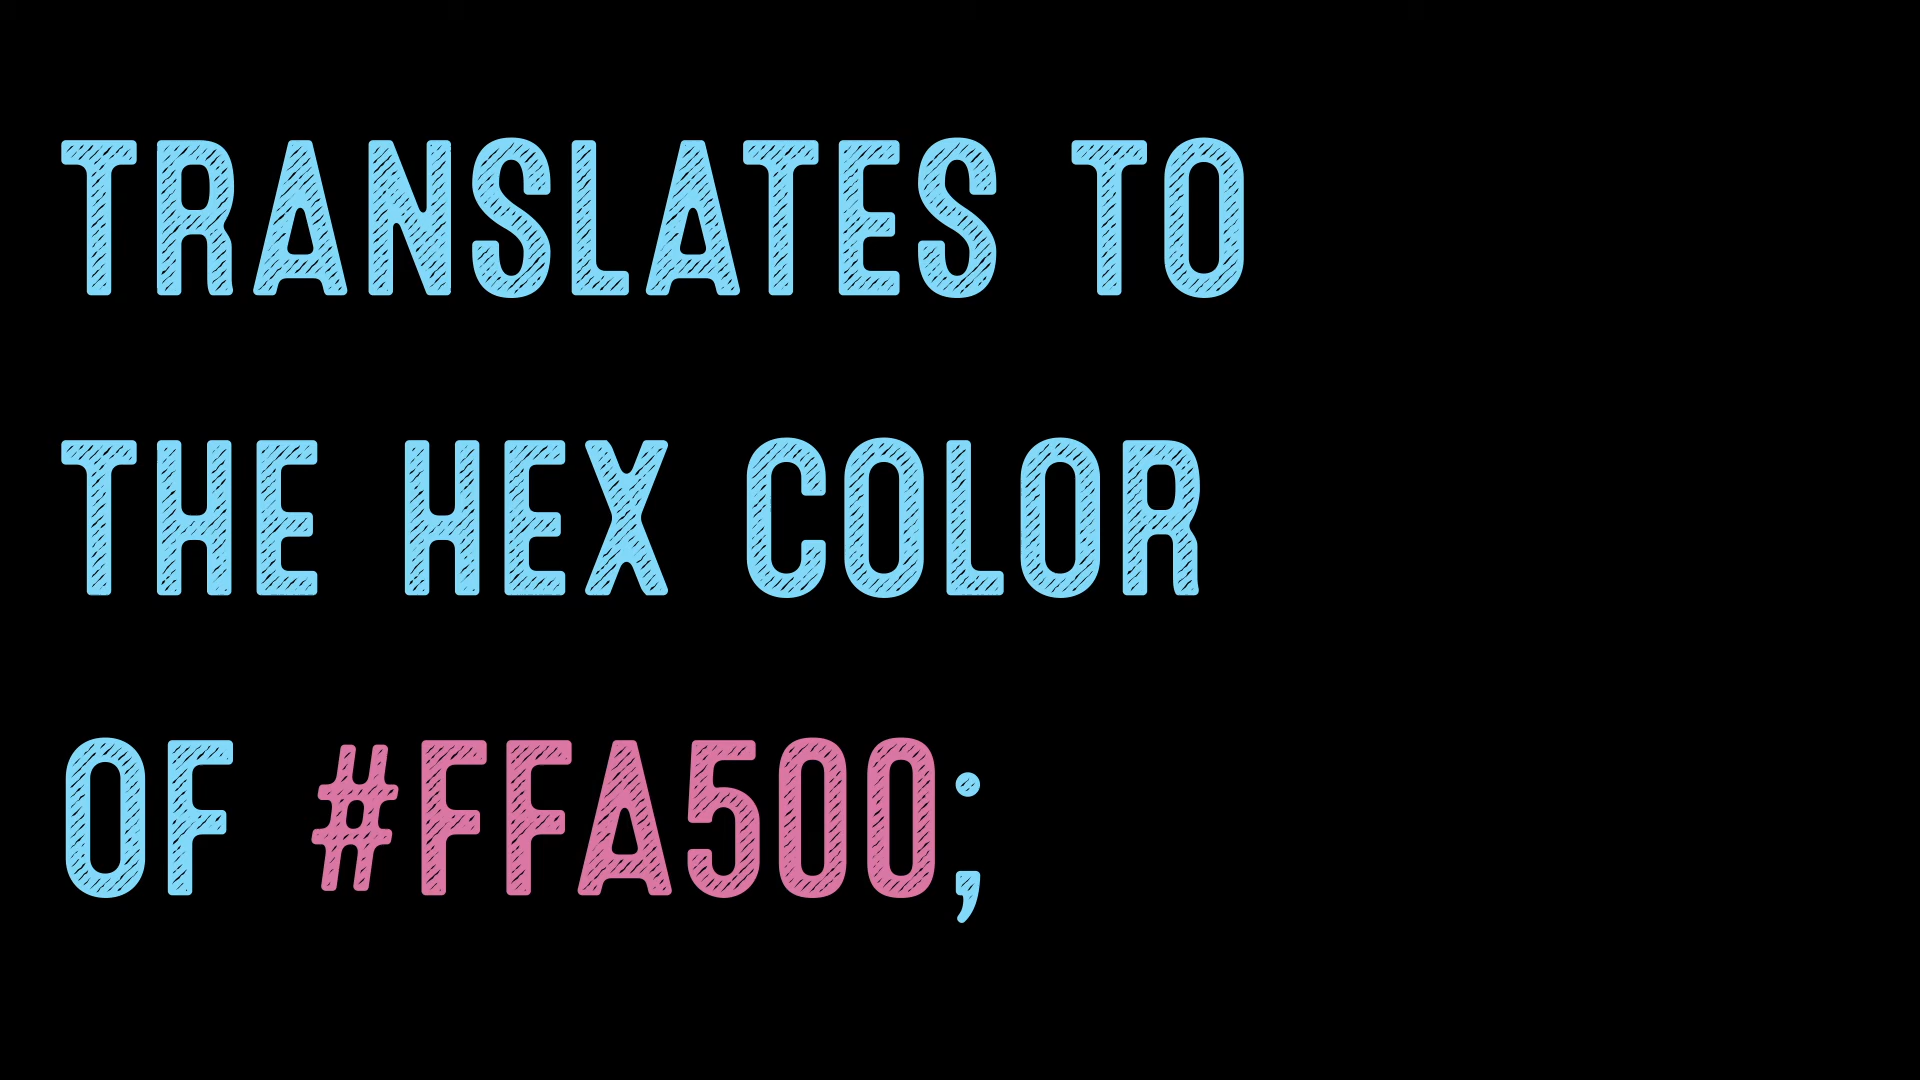 TRANSLATES TO
THE HEX COLOR
OF #FFA500;